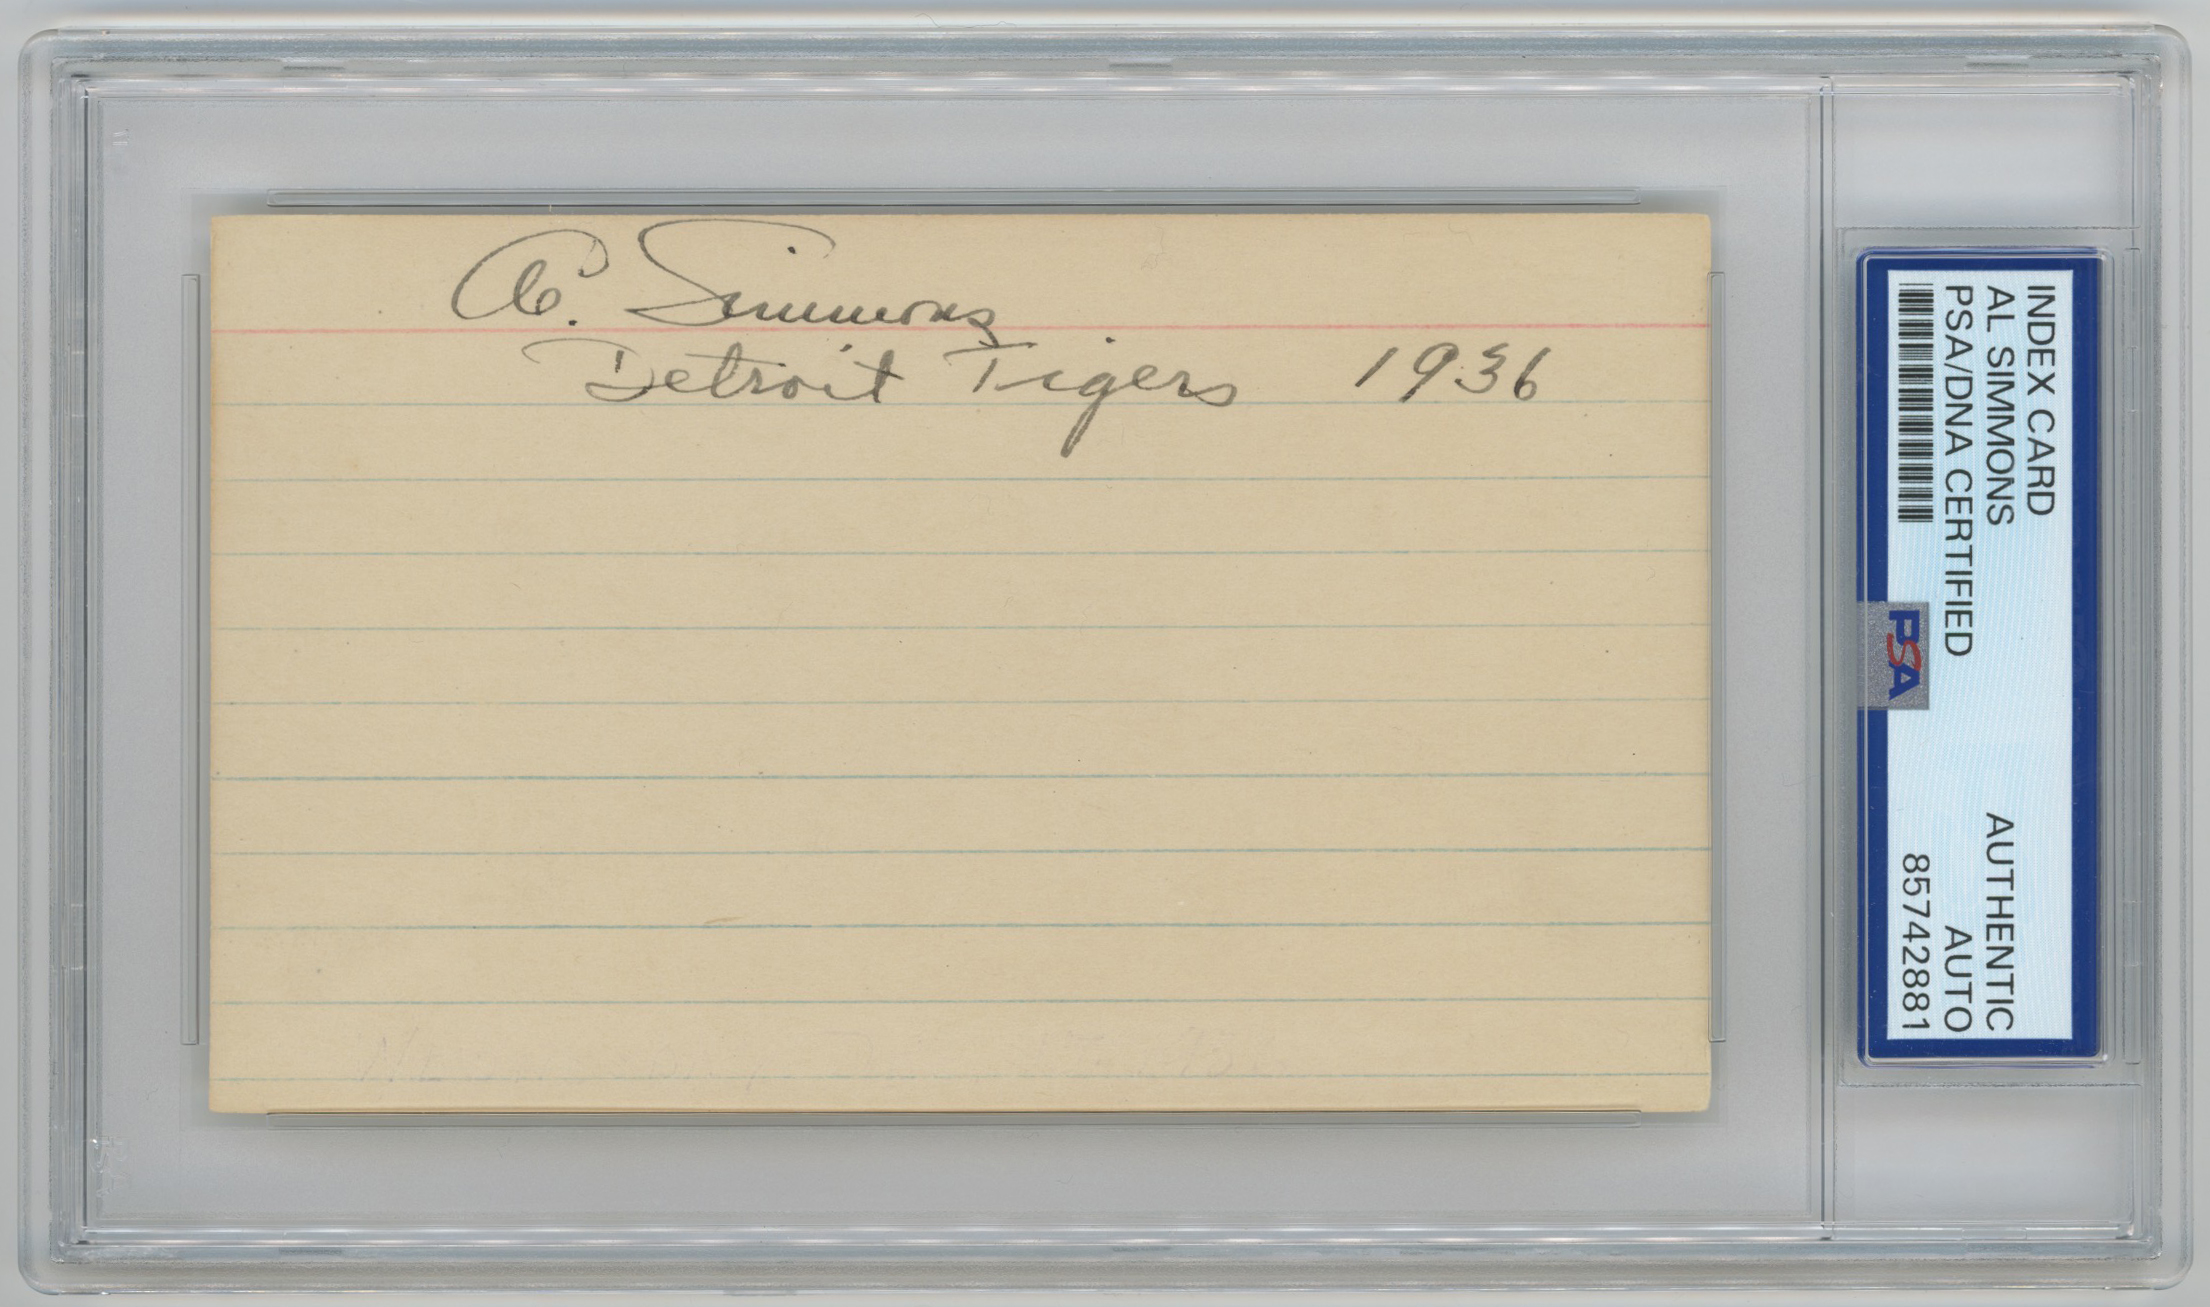 Al. Simmons
Detroit Tigers 1936
INDEX CARD
AL SIMMONS AUTHENTIC
PSA/DNA CERTIFIED AUTO
85742881
PSA